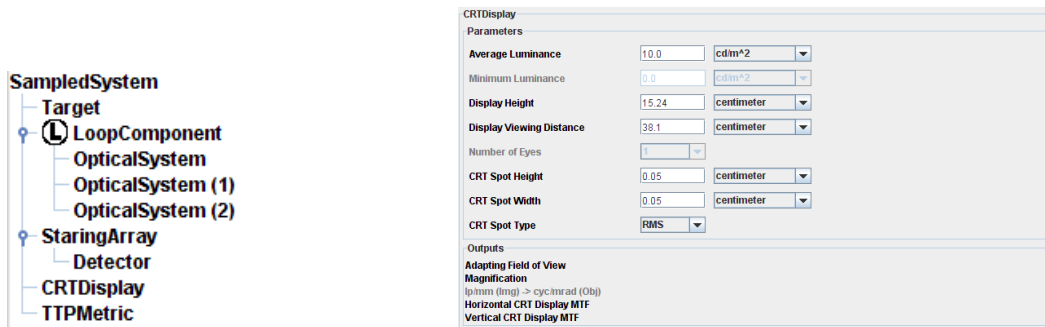 SampledSystem
Target
L LoopComponent
OpticalSystem
OpticalSystem (1)
OpticalSystem (2)
StaringArray
Detector
CRTDisplay
TTPMetric
CRTDisplay
Parameters
Average Luminance 10.0 cd/m^2
Minimum Luminance 0.0 cd/m^2
Display Height 15.24 centimeter
Display Viewing Distance 38.1 centimeter
Number of Eyes 1
CRT Spot Height 0.05 centimeter
CRT Spot Width 0.05 centimeter
CRT Spot Type RMS
Outputs
Adapting Field of View
Magnification
lp/mm (Img) -> cyc/mrad (Obj)
Horizontal CRT Display MTF
Vertical CRT Display MTF